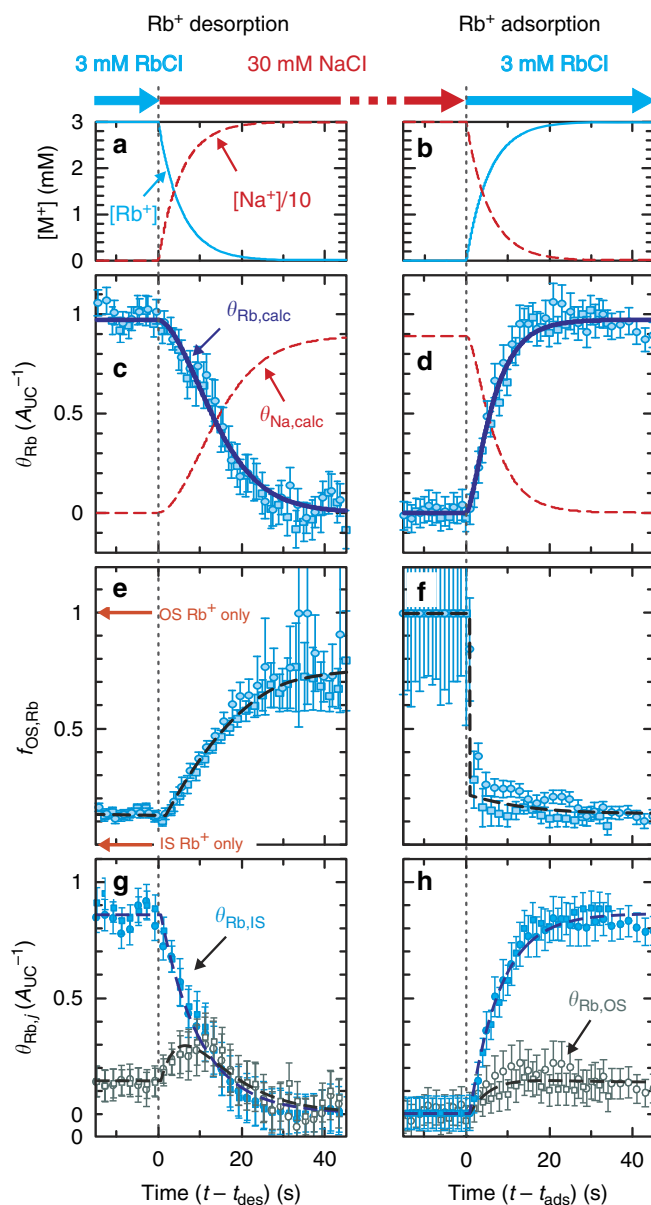 Rb⁺ desorption
Rb⁺ adsorption
3 mM RbCl
30 mM NaCl
3 mM RbCl
[M⁺] (mM)
3
2
1
0
a
[Rb⁺]
[Na⁺]/10
b
θRb (AUC⁻¹)
1
0.5
0
c
θRb,calc
θNa,calc
d
fOS,Rb
1
0.5
e
OS Rb⁺ only
IS Rb⁺ only
f
θRb,j (AUC⁻¹)
1
0.5
0
0
g
θRb,IS
h
θRb,OS
0
20
40
0
20
40
Time (t – tdes) (s)
Time (t – tads) (s)